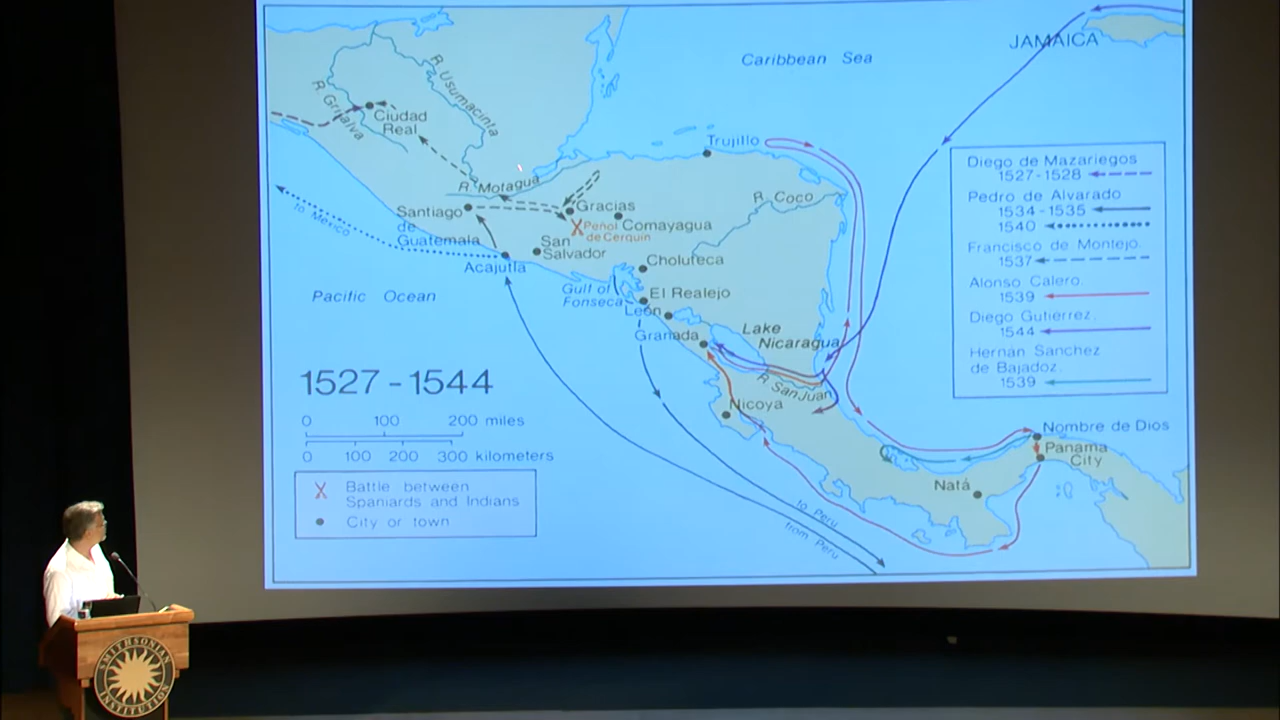 JAMAICA
Caribbean Sea
R. Usumacinta
R. Grijalva
Ciudad
Real
Trujillo
R. Motagua
R. Coco
Santiago
de
Guatemala
Gracias
Comayagua
Peñol
de Cerquin
San
Salvador
to Mexico
Acajutla
Choluteca
Gulf of
Fonseca
El Realejo
León
Granada
Lake
Nicaragua
R. San Juan
Nicoya
Pacific Ocean
Nombre de Dios
Panama
City
Natá
to Peru
from Peru
Diego de Mazariegos
1527-1528
Pedro de Alvarado
1534-1535
1540
Francisco de Montejo.
1537
Alonso Calero.
1539
Diego Gutiérrez.
1544
Hernán Sánchez
de Bajadoz.
1539
1527-1544
0 100 200 miles
0 100 200 300 kilometers
Battle between
Spaniards and Indians
City or town
SMITHSONIAN
INSTITUTION